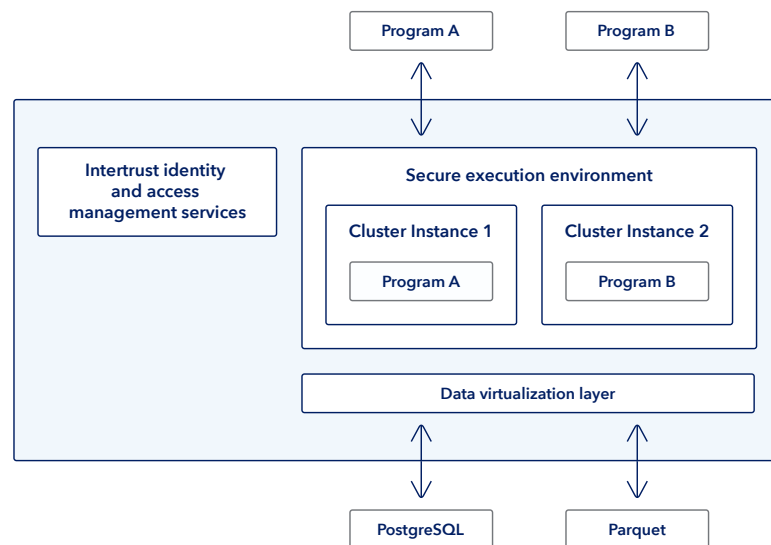 Program A
Program B
Intertrust identity
and access
management services
Secure execution environment
Cluster Instance 1
Cluster Instance 2
Program A
Program B
Data virtualization layer
PostgreSQL
Parquet